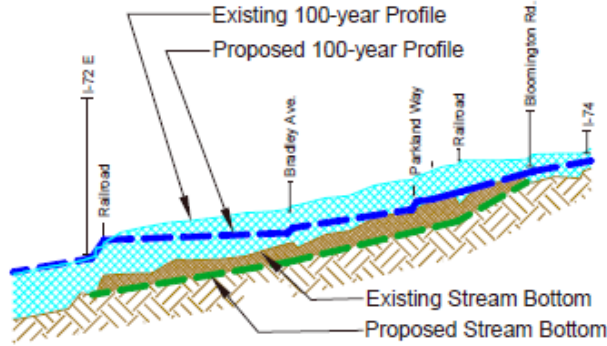 Existing 100-year Profile
Proposed 100-year Profile
I-72 E
Railroad
Bradley Ave.
Parkland Way
Railroad
Bloomington Rd.
I-74
Existing Stream Bottom
Proposed Stream Bottom